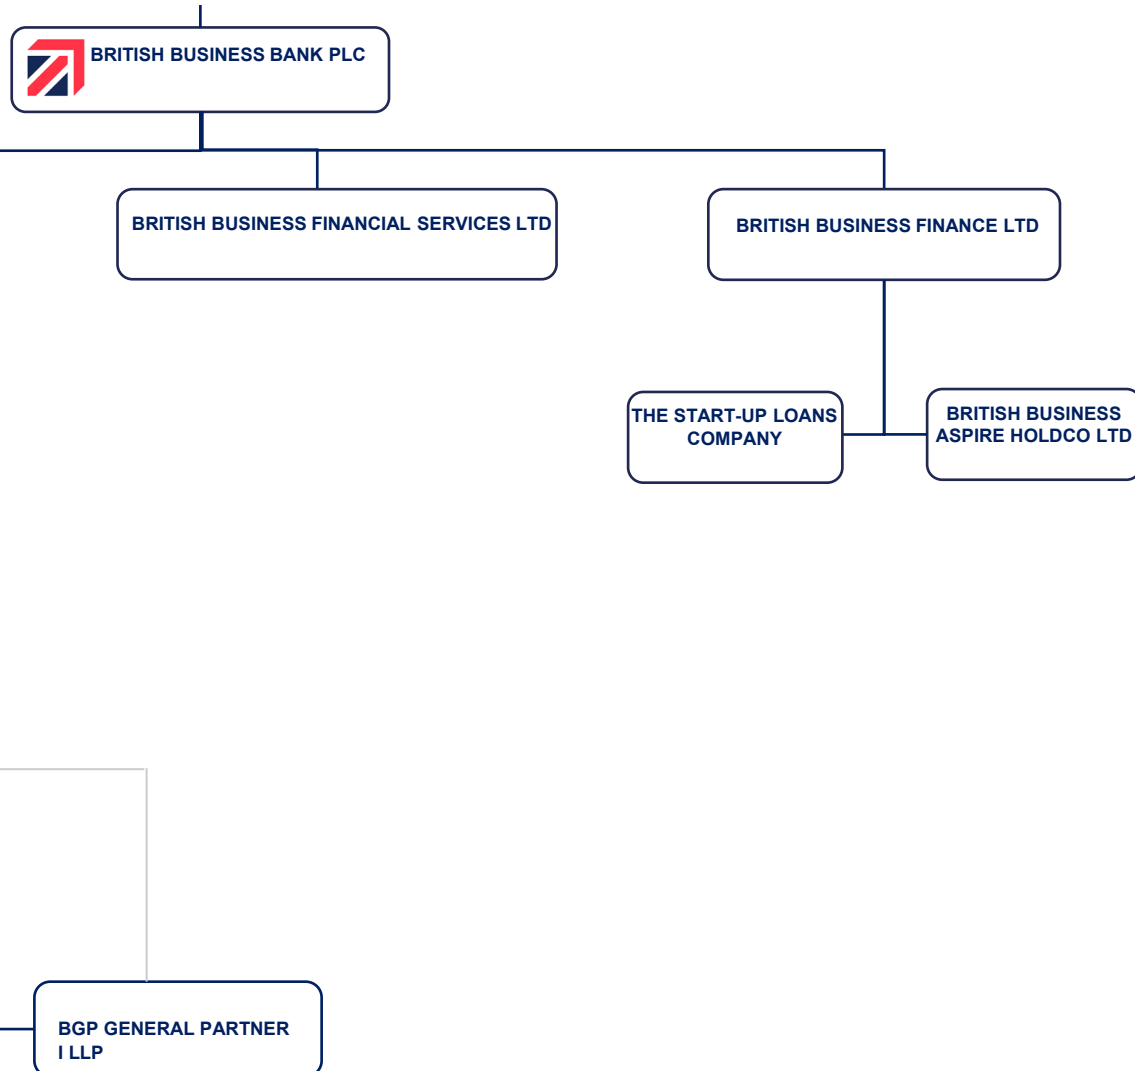 BRITISH BUSINESS BANK PLC
BRITISH BUSINESS FINANCIAL SERVICES LTD
BRITISH BUSINESS FINANCE LTD
THE START-UP LOANS
COMPANY
BRITISH BUSINESS
ASPIRE HOLDCO LTD
BGP GENERAL PARTNER
I LLP